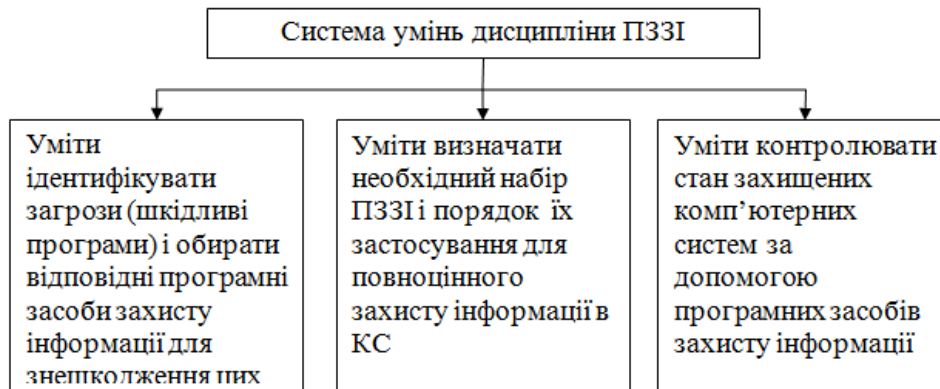 Система умінь дисципліни ПЗЗІ
Уміти
ідентифікувати
загрози (шкідливі
програми) і обирати
відповідні програмні
засоби захисту
інформації для
знешкодження цих
Уміти визначати
необхідний набір
ПЗЗІ і порядок їх
застосування для
повноцінного
захисту інформації в
КС
Уміти контролювати
стан захищених
комп’ютерних
систем за
допомогою
програмних засобів
захисту інформації